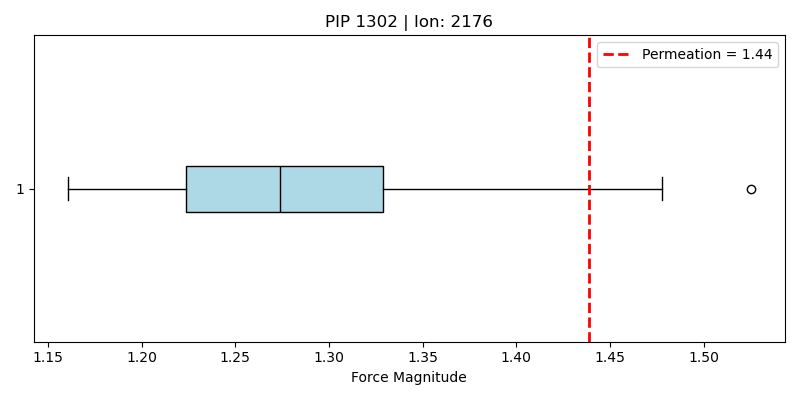 PIP 1302 | Ion: 2176
Permeation = 1.44
1
1.15 1.20 1.25 1.30 1.35 1.40 1.45 1.50
Force Magnitude